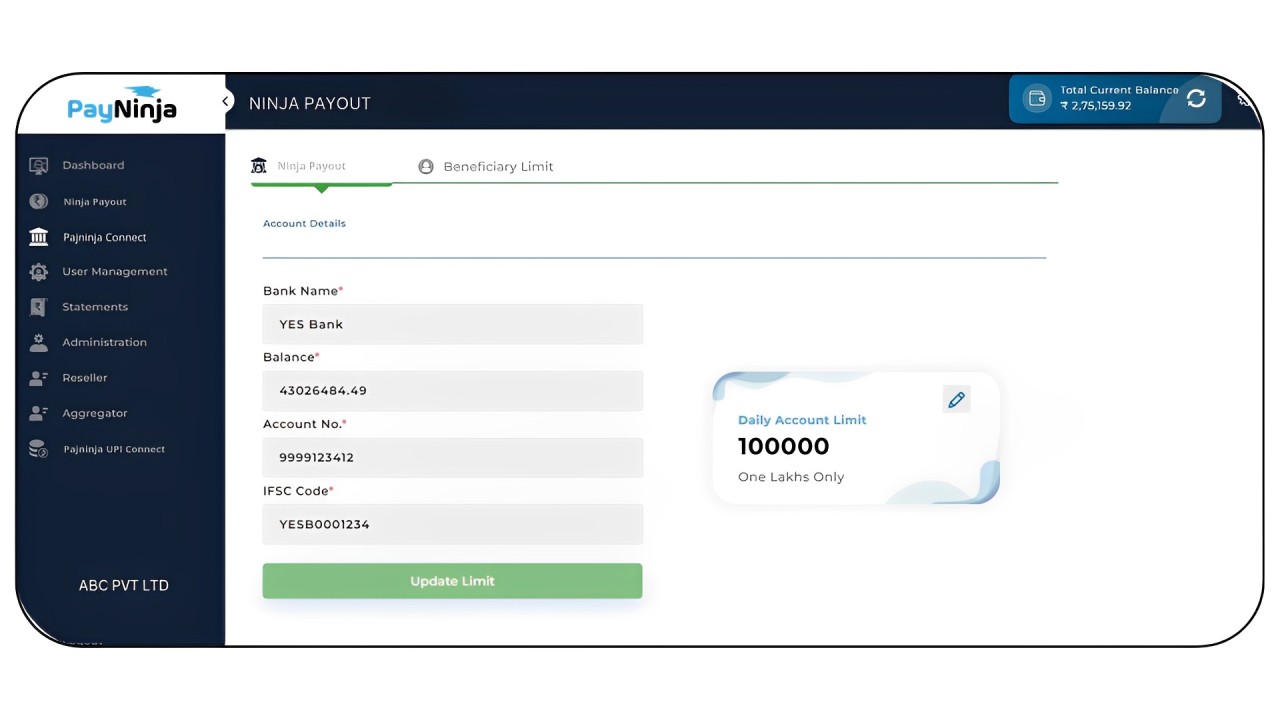 PayNinja
NINJA PAYOUT
Total Current Balance
₹ 2,75,159.92
Dashboard
Ninja Payout
Pajninja Connect
User Management
Statements
Administration
Reseller
Aggregator
Pajninja UPI Connect
ABC PVT LTD
Ninja Payout
Beneficiary Limit
Account Details
Bank Name*
YES Bank
Balance*
43026484.49
Account No.*
9999123412
IFSC Code*
YESB0001234
Update Limit
Daily Account Limit
100000
One Lakhs Only